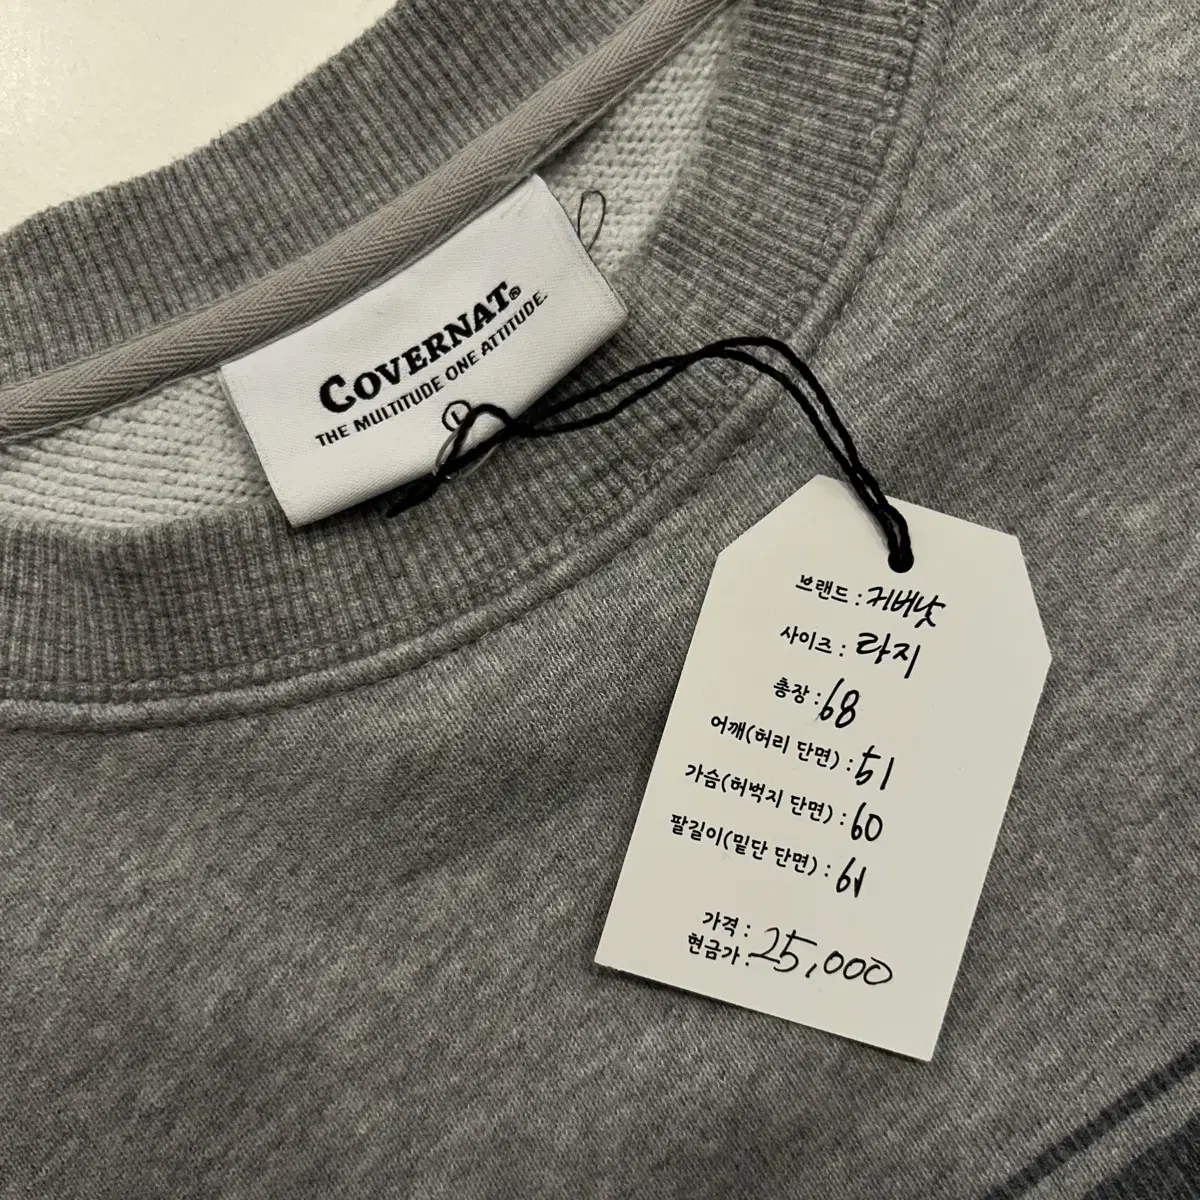 COVERNAT®
THE MULTITUDE ONE ATTITUDE.
L
브랜드 : 커버낫
사이즈 : 라지
총장 : 68
어깨(허리 단면) : 51
가슴(허벅지 단면) : 60
팔길이(밑단 단면) : 61
가격 :
현금가 : 25,000